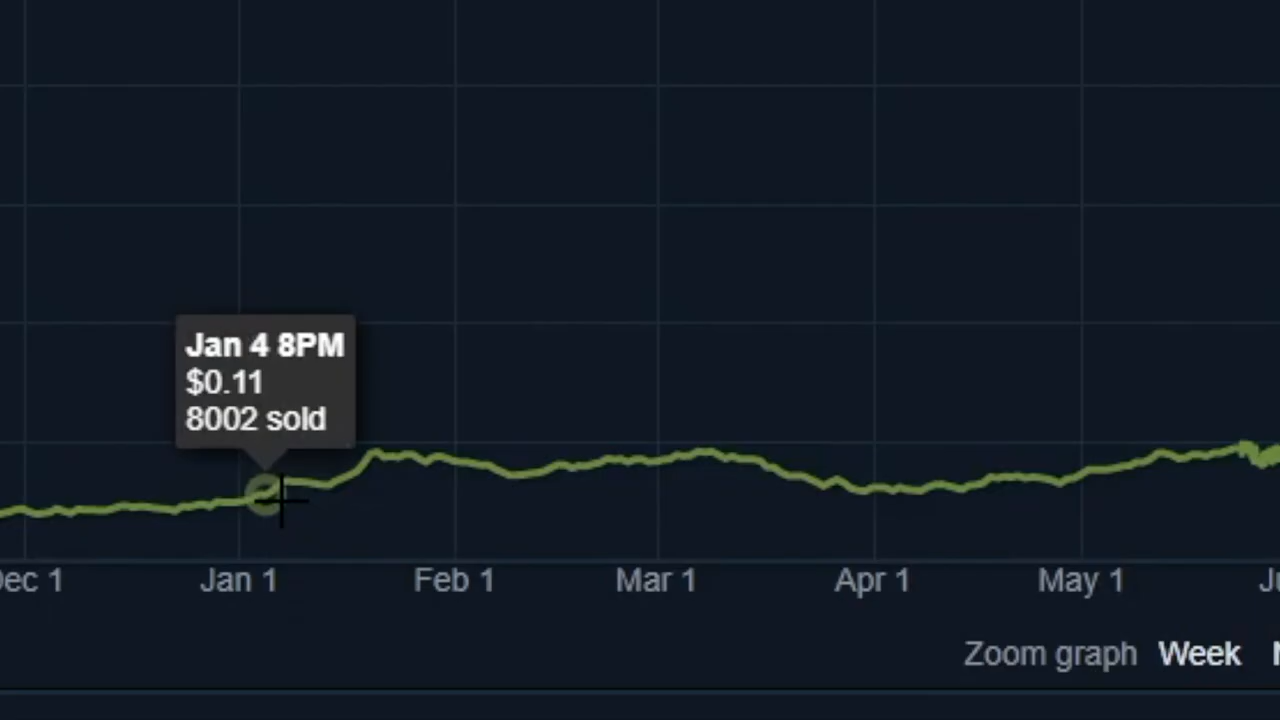 Jan 4 8PM
$0.11
8002 sold
Dec 1 Jan 1 Feb 1 Mar 1 Apr 1 May 1
Zoom graph Week